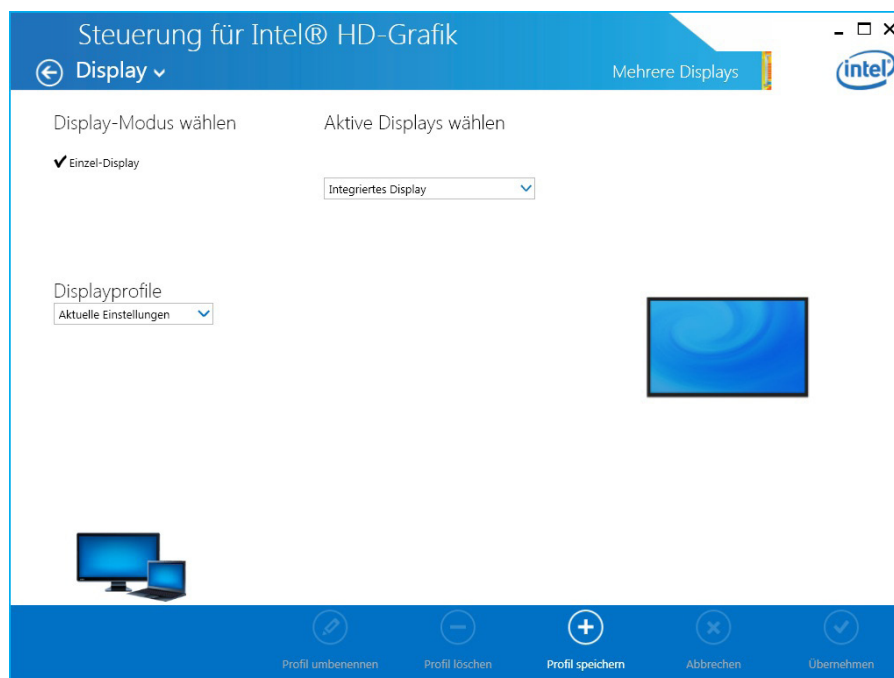 Steuerung für Intel® HD-Grafik
Display
Mehrere Displays
intel
Display-Modus wählen
Aktive Displays wählen
Einzel-Display
Integriertes Display
Displayprofile
Aktuelle Einstellungen
Profil umbenennen
Profil löschen
Profil speichern
Abbrechen
Übernehmen